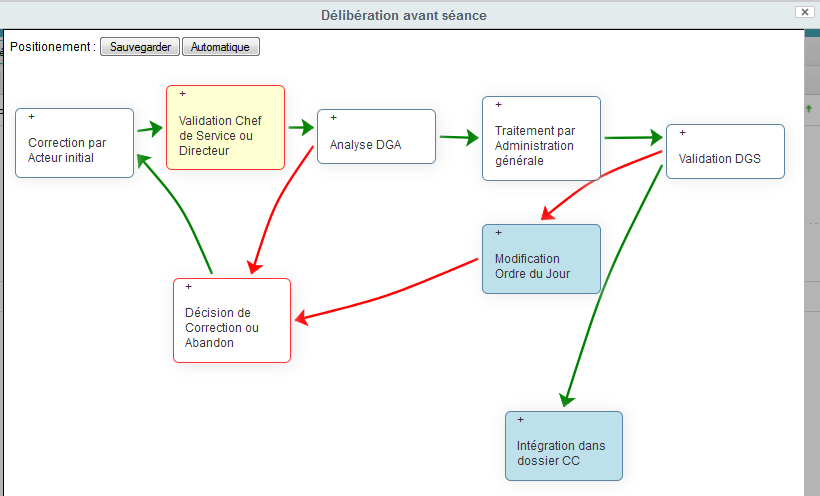 Délibération avant séance
Positionement : Sauvegarder Automatique
+
Correction par
Acteur initial
+
Validation Chef
de Service ou
Directeur
+
Analyse DGA
+
Traitement par
Administration
générale
+
Validation DGS
+
Modification
Ordre du Jour
+
Décision de
Correction ou
Abandon
+
Intégration dans
dossier CC